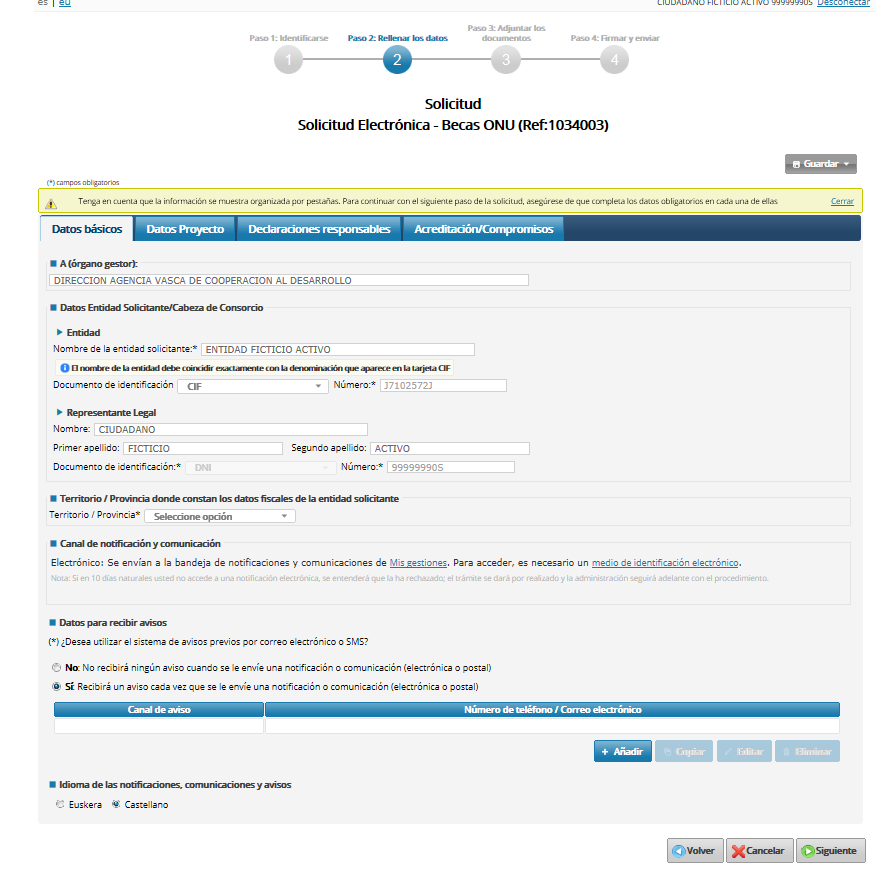 es | eu
CIUDADANO FICTICIO ACTIVO 99999990S Desconectar
Paso 1: Identificarse
Paso 2: Rellenar los datos
Paso 3: Adjuntar los documentos
Paso 4: Firmar y enviar
1
2
3
4
Solicitud
Solicitud Electrónica - Becas ONU (Ref:1034003)
Guardar
(*) campos obligatorios
Tenga en cuenta que la información se muestra organizada por pestañas. Para continuar con el siguiente paso de la solicitud, asegúrese de que completa los datos obligatorios en cada una de ellas
Cerrar
Datos básicos
Datos Proyecto
Declaraciones responsables
Acreditación/Compromisos
A (órgano gestor):
DIRECCION AGENCIA VASCA DE COOPERACION AL DESARROLLO
Datos Entidad Solicitante/Cabeza de Consorcio
Entidad
Nombre de la entidad solicitante:* ENTIDAD FICTICIO ACTIVO
El nombre de la entidad debe coincidir exactamente con la denominación que aparece en la tarjeta CIF
Documento de identificación CIF Número:* J7102572J
Representante Legal
Nombre: CIUDADANO
Primer apellido: FICTICIO Segundo apellido: ACTIVO
Documento de identificación:* DNI Número:* 99999990S
Territorio / Provincia donde constan los datos fiscales de la entidad solicitante
Territorio / Provincia* Seleccione opción
Canal de notificación y comunicación
Electrónico: Se envían a la bandeja de notificaciones y comunicaciones de Mis gestiones. Para acceder, es necesario un medio de identificación electrónico.
Nota: Si en 10 días naturales usted no accede a una notificación electrónica, se entenderá que la ha rechazado; el trámite se dará por realizado y la administración seguirá adelante con el procedimiento.
Datos para recibir avisos
(*) ¿Desea utilizar el sistema de avisos previos por correo electrónico o SMS?
No: No recibirá ningún aviso cuando se le envíe una notificación o comunicación (electrónica o postal)
Sí: Recibirá un aviso cada vez que se le envíe una notificación o comunicación (electrónica o postal)
Canal de aviso
Número de teléfono / Correo electrónico
Añadir
Copiar
Editar
Eliminar
Idioma de las notificaciones, comunicaciones y avisos
Euskera
Castellano
Volver
Cancelar
Siguiente